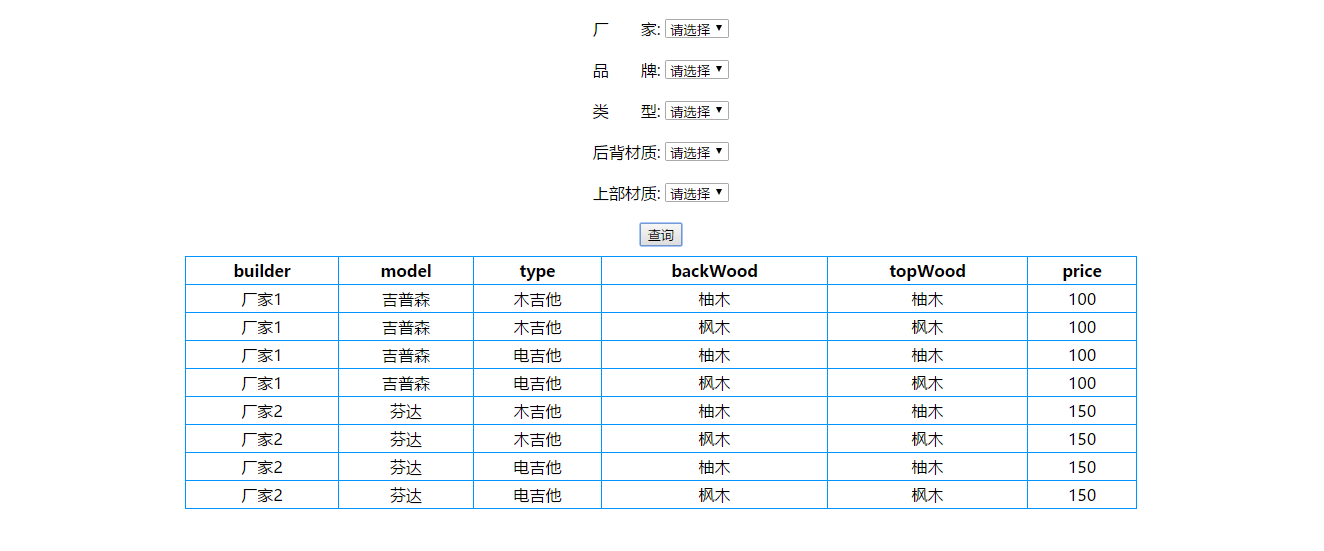 厂　　家: 请选择
品　　牌: 请选择
类　　型: 请选择
后背材质: 请选择
上部材质: 请选择
查询
builder model type backWood topWood price
厂家1 吉普森 木吉他 柚木 柚木 100
厂家1 吉普森 木吉他 枫木 枫木 100
厂家1 吉普森 电吉他 柚木 柚木 100
厂家1 吉普森 电吉他 枫木 枫木 100
厂家2 芬达 木吉他 柚木 柚木 150
厂家2 芬达 木吉他 枫木 枫木 150
厂家2 芬达 电吉他 柚木 柚木 150
厂家2 芬达 电吉他 枫木 枫木 150